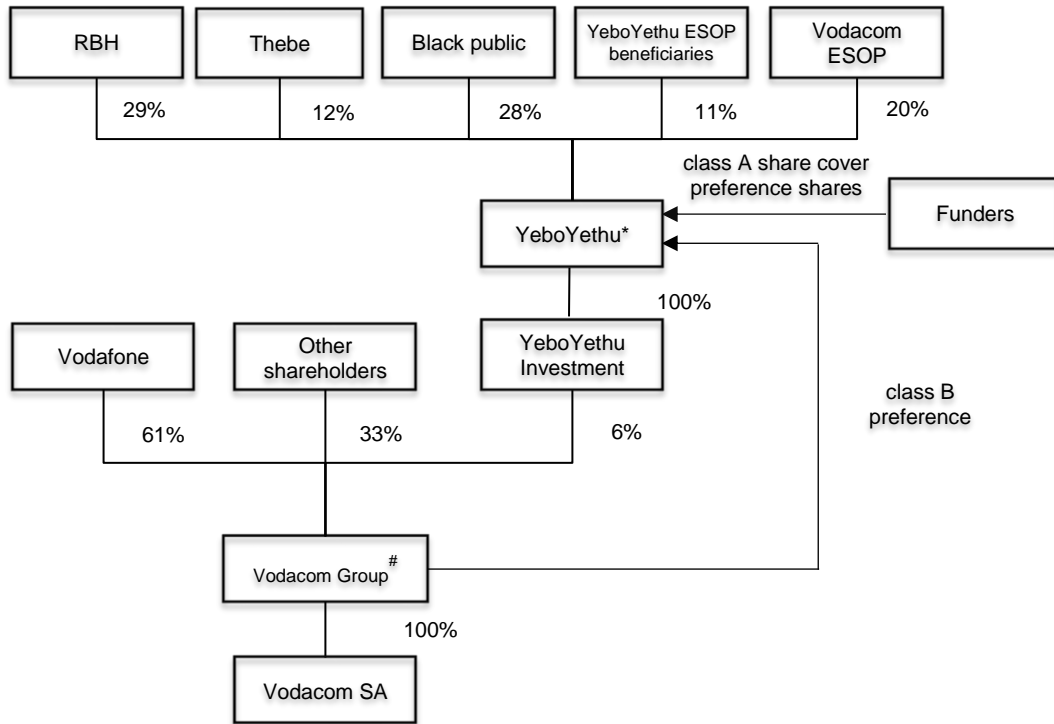 RBH
Thebe
Black public
YeboYethu ESOP
beneficiaries
Vodacom
ESOP
29%
12%
28%
11%
20%
class A share cover
preference shares
YeboYethu*
Funders
100%
Vodafone
Other
shareholders
YeboYethu
Investment
class B
preference
61%
33%
6%
Vodacom Group#
100%
Vodacom SA